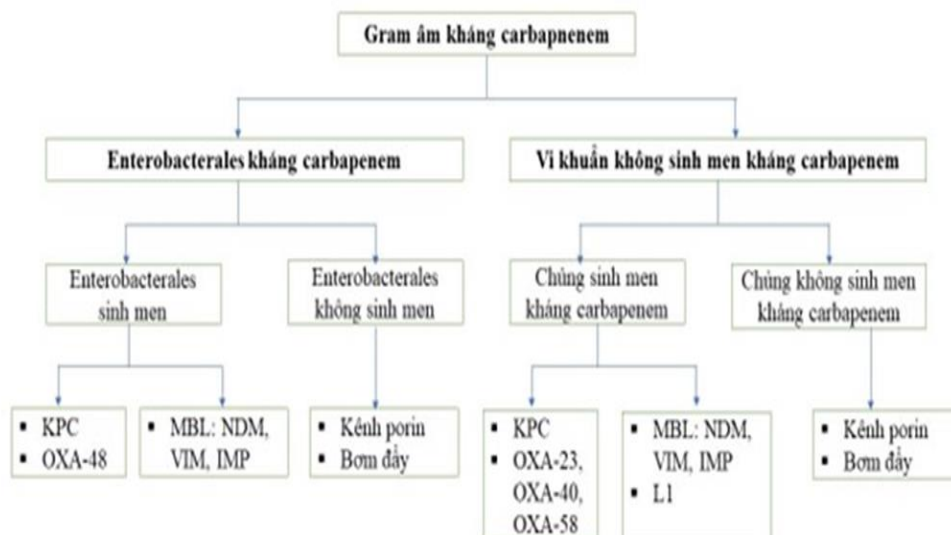 Gram âm kháng carbapnenem
Enterobacterales kháng carbapenem
Vi khuẩn không sinh men kháng carbapenem
Enterobacterales
sinh men
Enterobacterales
không sinh men
Chủng sinh men
kháng carbapenem
Chủng không sinh men
kháng carbapenem
▪ KPC
▪ OXA-48
▪ MBL: NDM,
VIM, IMP
▪ Kênh porin
▪ Bơm đẩy
▪ KPC
▪ OXA-23,
OXA-40,
OXA-58
▪ MBL: NDM,
VIM, IMP
▪ L1
▪ Kênh porin
▪ Bơm đẩy